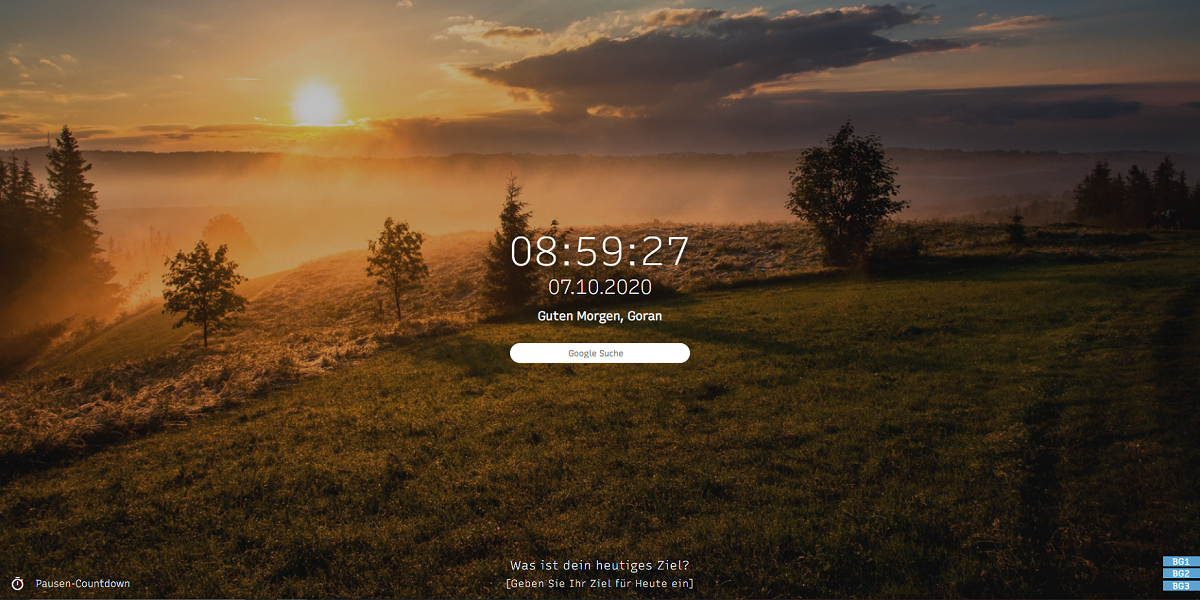 08:59:27
07.10.2020
Guten Morgen, Goran
Google Suche
Was ist dein heutiges Ziel?
[Geben Sie Ihr Ziel für Heute ein]
Pausen-Countdown
BG1
BG2
BG3